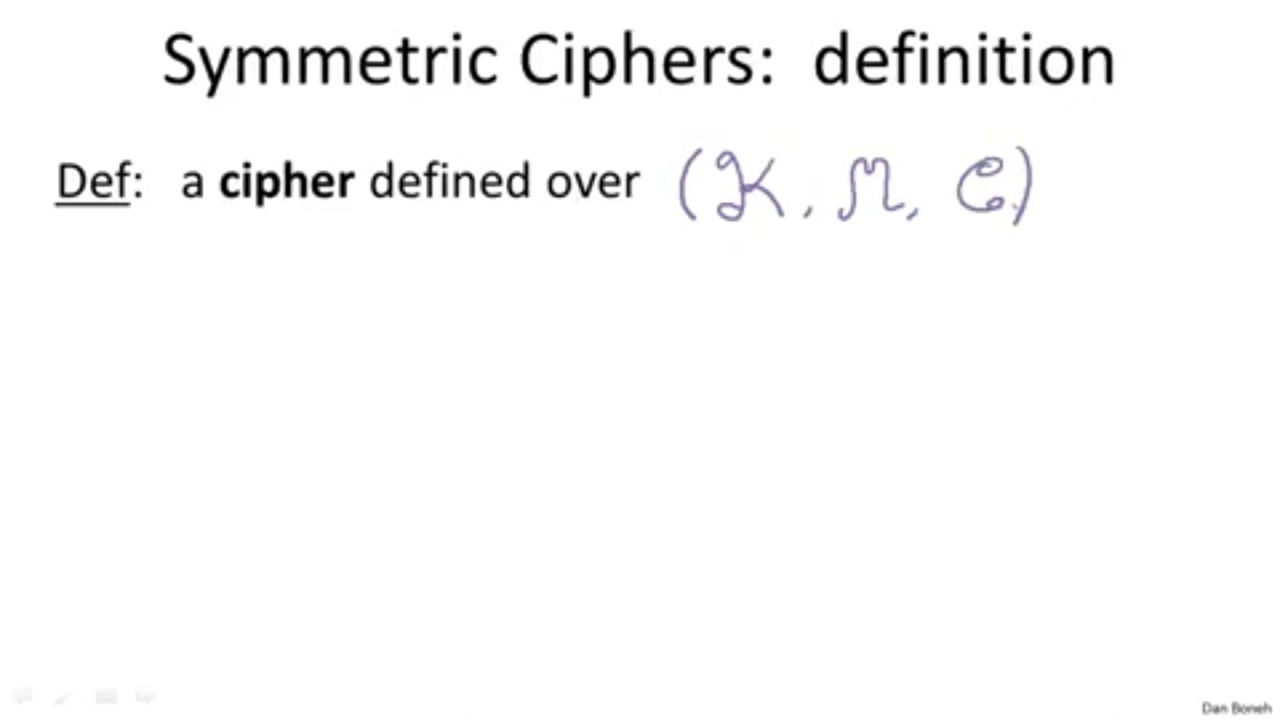 Symmetric Ciphers: definition
Def: a cipher defined over (𝒦, ℳ, 𝒞)
Dan Boneh